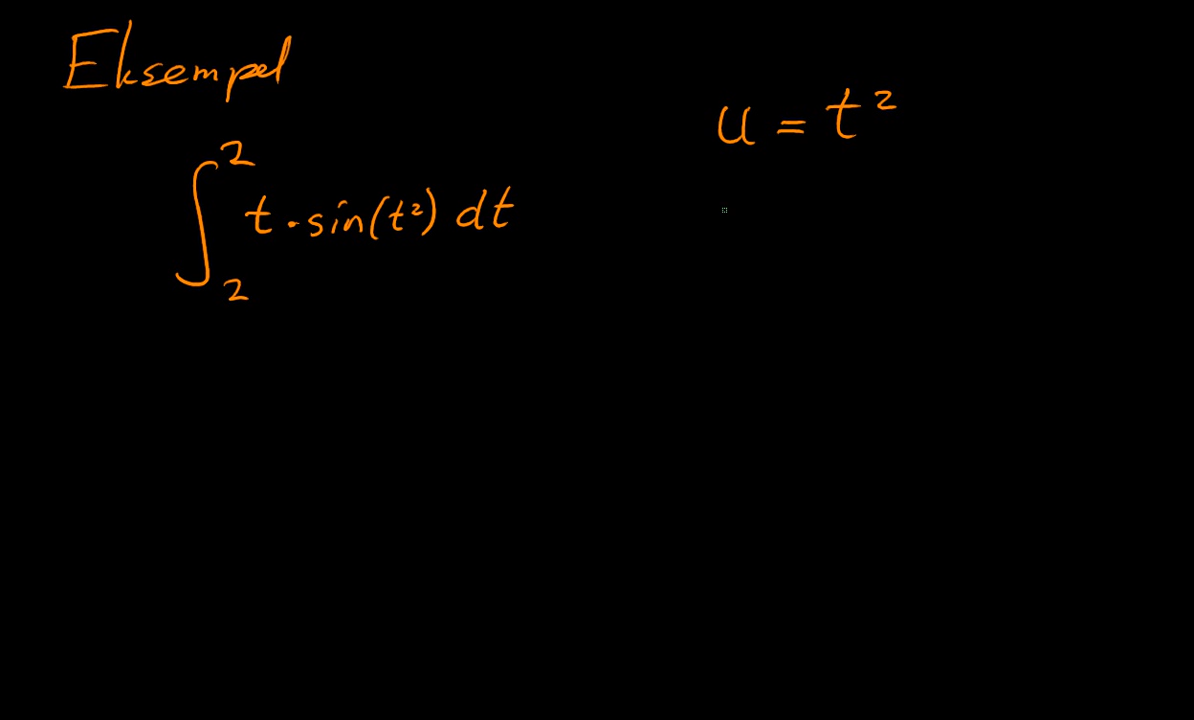 Eksempel
u = t²
∫₂² t · sin(t²) dt